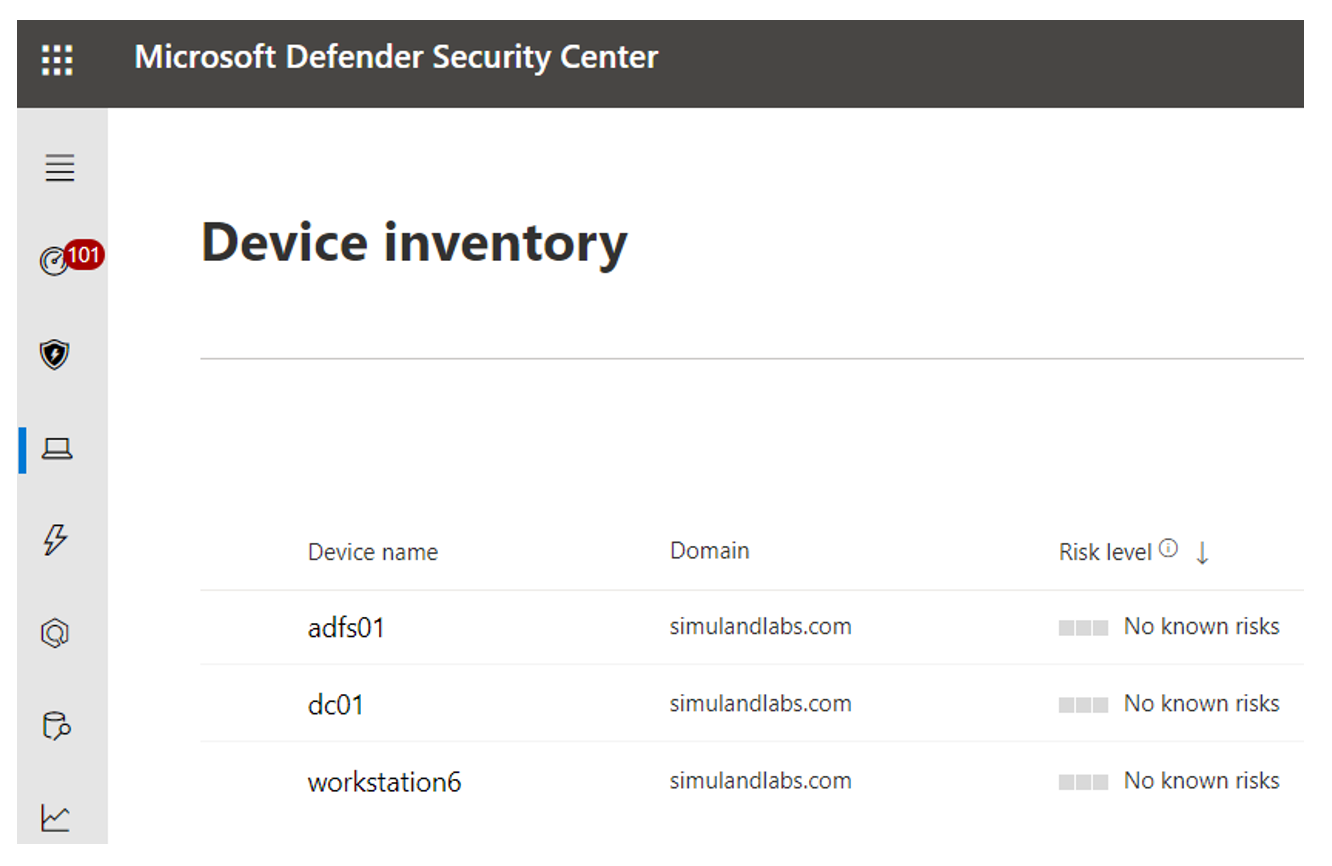 Microsoft Defender Security Center
101
Device inventory
Device name Domain Risk level
adfs01 simulandlabs.com No known risks
dc01 simulandlabs.com No known risks
workstation6 simulandlabs.com No known risks